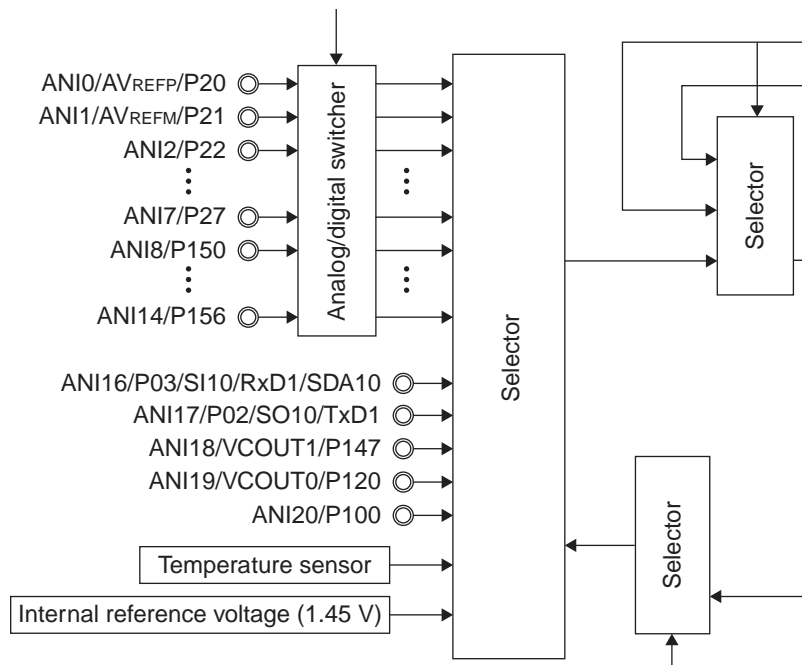 ANI0/AVREFP/P20
ANI1/AVREFM/P21
ANI2/P22
ANI7/P27
ANI8/P150
ANI14/P156
Analog/digital switcher
ANI16/P03/SI10/RxD1/SDA10
ANI17/P02/SO10/TxD1
ANI18/VCOUT1/P147
ANI19/VCOUT0/P120
ANI20/P100
Temperature sensor
Internal reference voltage (1.45 V)
Selector
Selector
Selector